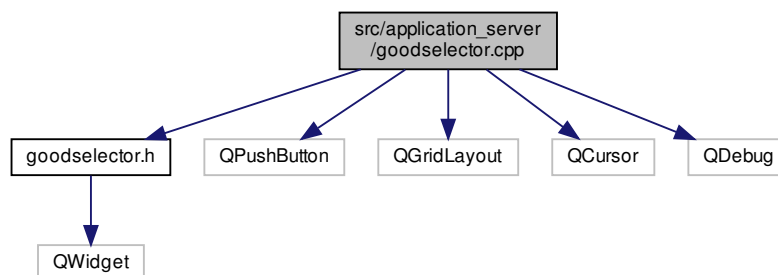 src/application_server
/goodselector.cpp
goodselector.h
QPushButton
QGridLayout
QCursor
QDebug
QWidget